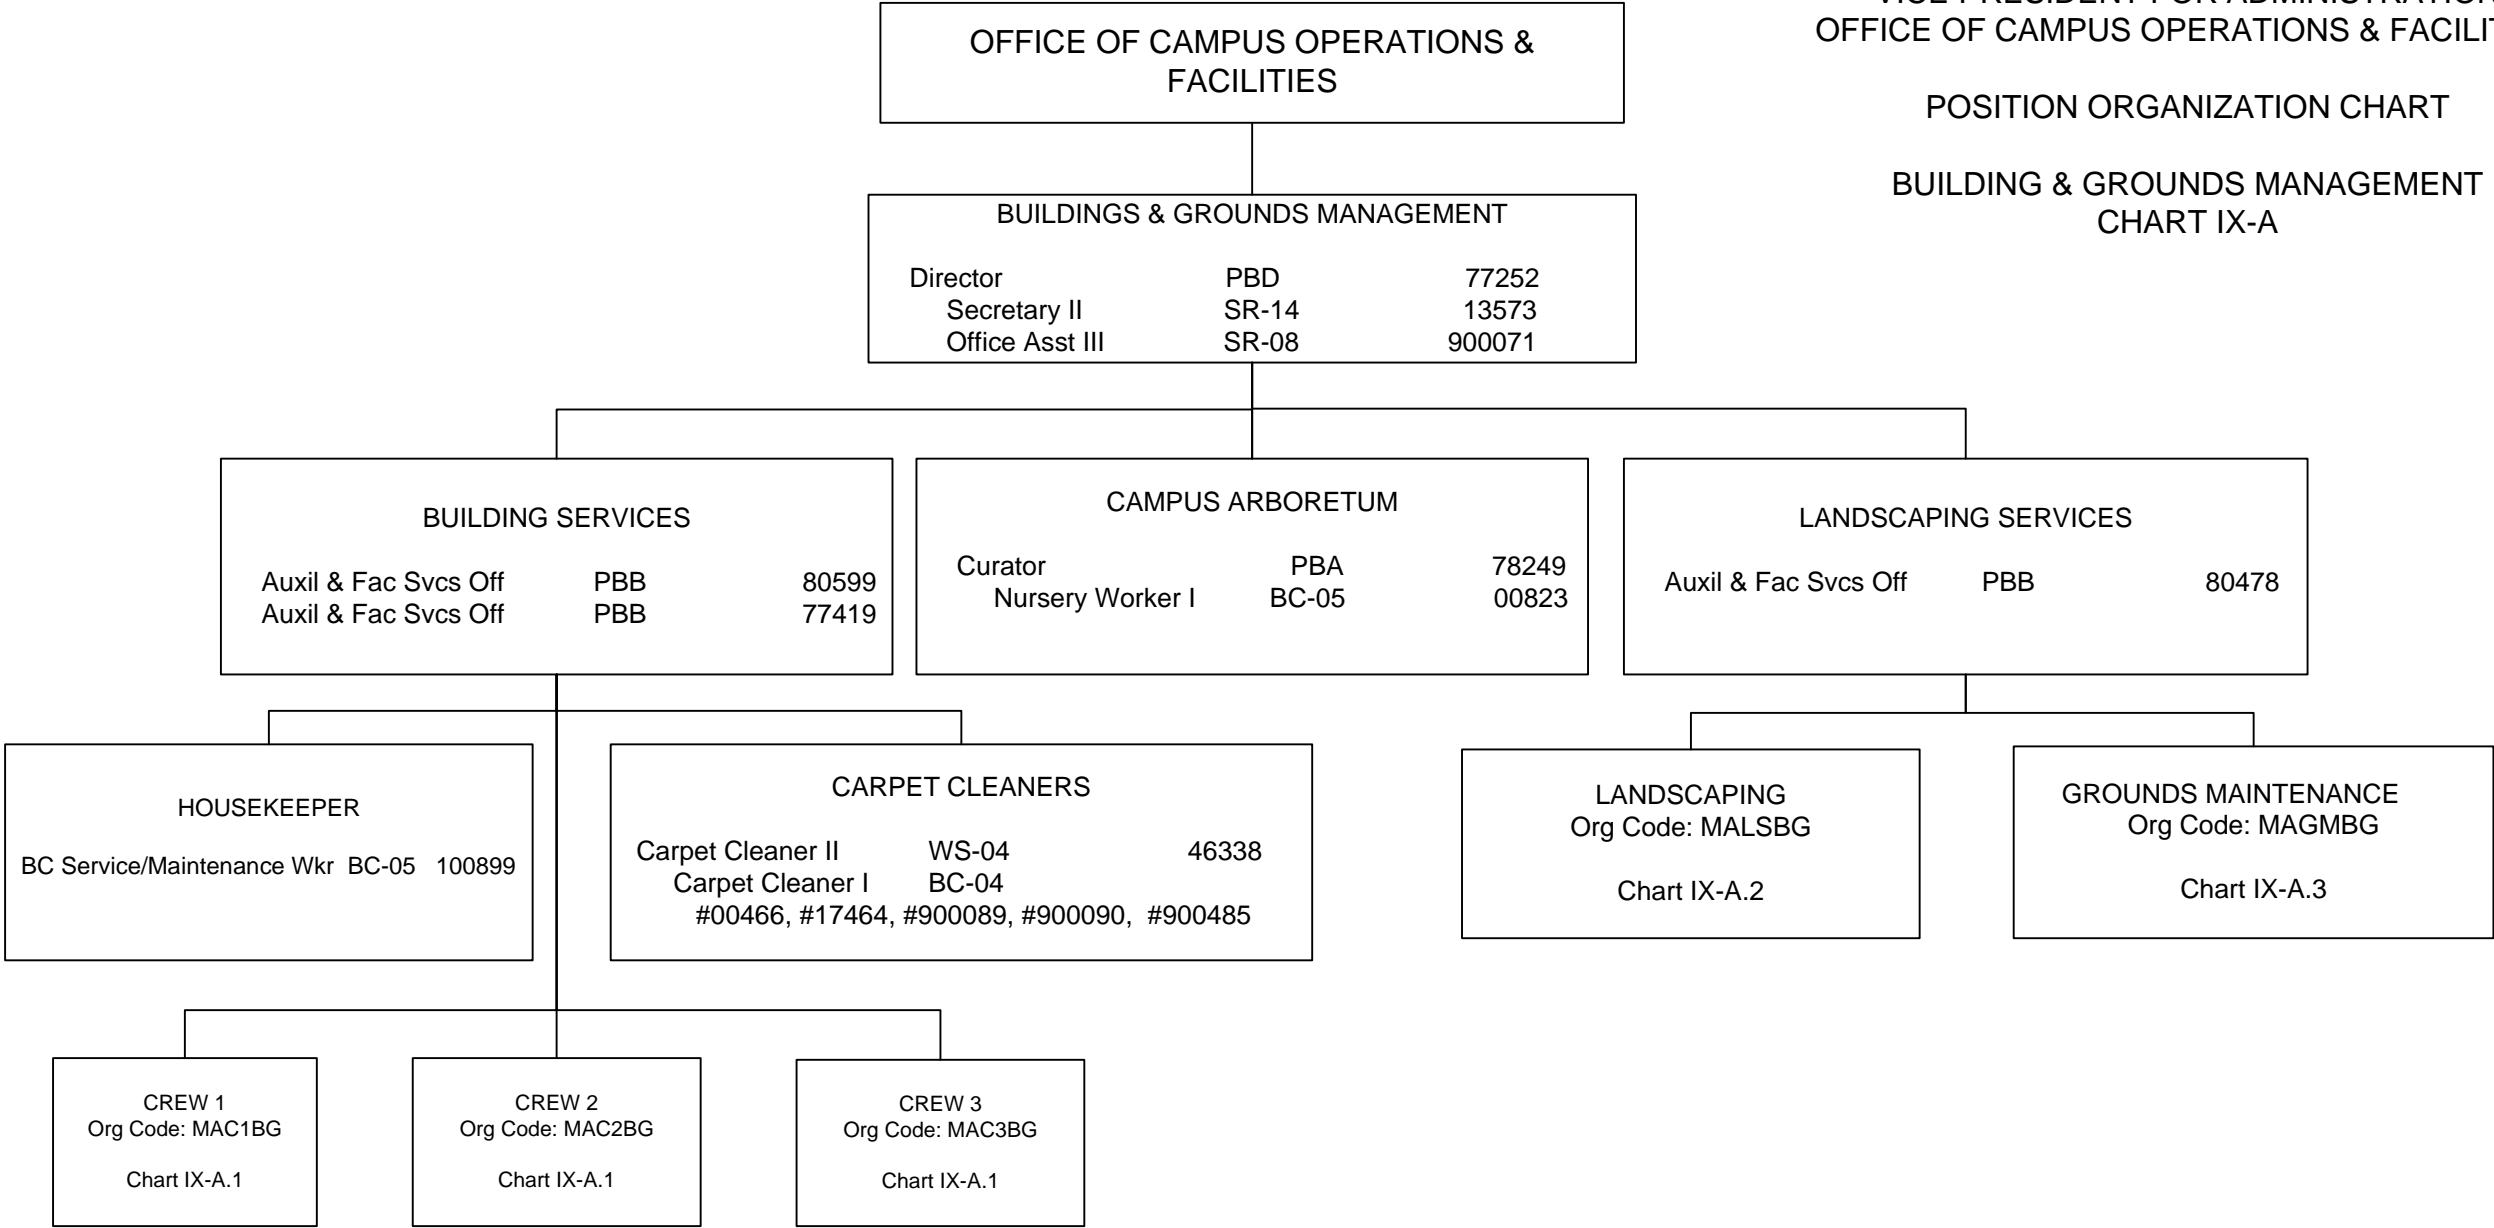 VICE PRESIDENT FOR ADMINISTRATION
OFFICE OF CAMPUS OPERATIONS &
POSITION ORGANIZATION CHART
BUILDING & GROUNDS MANAGEMENT
CHART IX-A
OFFICE OF CAMPUS OPERATIONS &
FACILITIES
BUILDINGS & GROUNDS MANAGEMENT
Director PBD 77252
Secretary II SR-14 13573
Office Asst III SR-08 900071
BUILDING SERVICES
Auxil & Fac Svcs Off PBB 80599
Auxil & Fac Svcs Off PBB 77419
CAMPUS ARBORETUM
Curator PBA 78249
Nursery Worker I BC-05 00823
LANDSCAPING SERVICES
Auxil & Fac Svcs Off PBB 80478
HOUSEKEEPER
BC Service/Maintenance Wkr BC-05 100899
CARPET CLEANERS
Carpet Cleaner II WS-04 46338
Carpet Cleaner I BC-04
#00466, #17464, #900089, #900090, #900485
LANDSCAPING
Org Code: MALSBG
Chart IX-A.2
GROUNDS MAINTENANCE
Org Code: MAGMBG
Chart IX-A.3
CREW 1
Org Code: MAC1BG
Chart IX-A.1
CREW 2
Org Code: MAC2BG
Chart IX-A.1
CREW 3
Org Code: MAC3BG
Chart IX-A.1